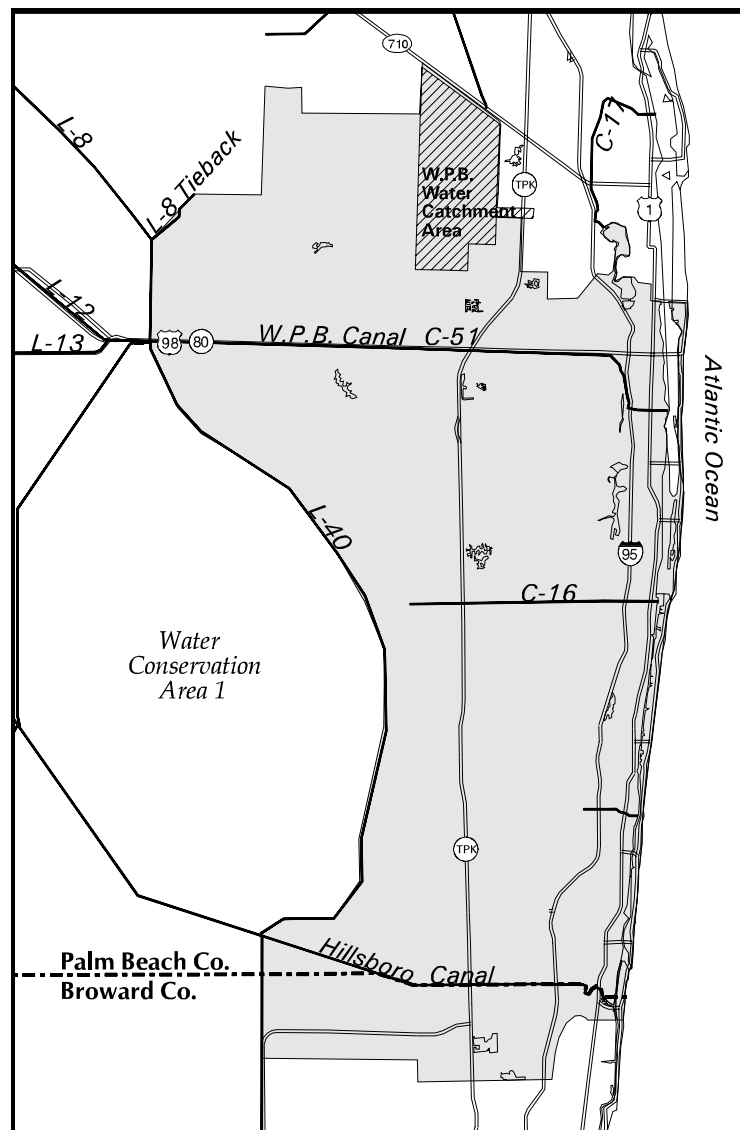 710
L-8
C-17
L-8 Tieback
W.P.B.
Water
Catchment
Area
TPK
1
L-12
L-13
98
80
W.P.B. Canal C-51
Atlantic Ocean
L-40
95
C-16
Water
Conservation
Area 1
TPK
Hillsboro Canal
Palm Beach Co.
Broward Co.